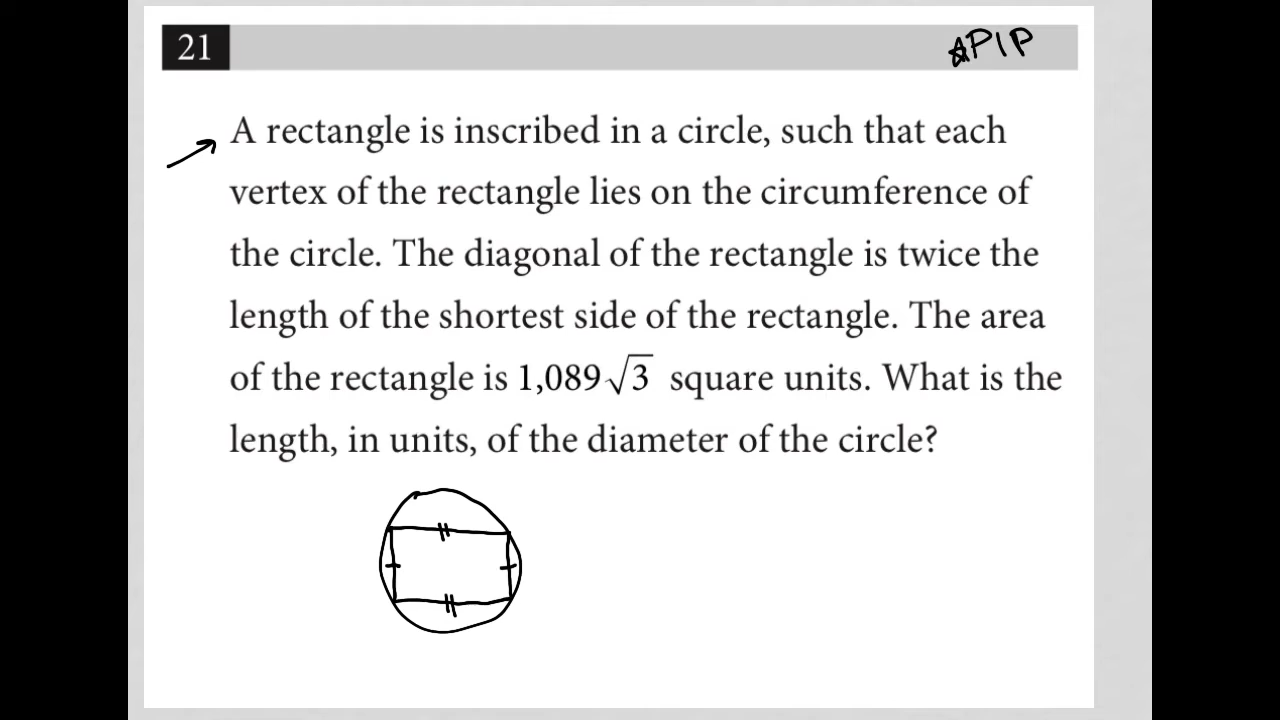 21 ☆PIP
A rectangle is inscribed in a circle, such that each
vertex of the rectangle lies on the circumference of
the circle. The diagonal of the rectangle is twice the
length of the shortest side of the rectangle. The area
of the rectangle is 1,089√3 square units. What is the
length, in units, of the diameter of the circle?